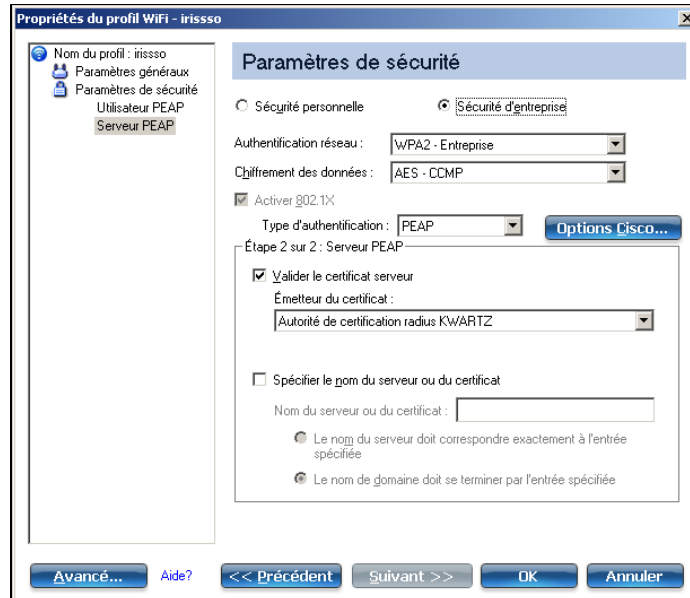 Propriétés du profil WiFi - irissso
Nom du profil : irissso
Paramètres généraux
Paramètres de sécurité
Utilisateur PEAP
Serveur PEAP
Paramètres de sécurité
Sécurité personnelle
Sécurité d'entreprise
Authentification réseau :
WPA2 - Entreprise
Chiffrement des données :
AES - CCMP
Activer 802.1X
Type d'authentification :
PEAP
Options Cisco...
Étape 2 sur 2 : Serveur PEAP
Valider le certificat serveur
Émetteur du certificat :
Autorité de certification radius KWARTZ
Spécifier le nom du serveur ou du certificat
Nom du serveur ou du certificat :
Le nom du serveur doit correspondre exactement à l'entrée
spécifiée
Le nom de domaine doit se terminer par l'entrée spécifiée
Avancé...
Aide?
<< Précédent
Suivant >>
OK
Annuler